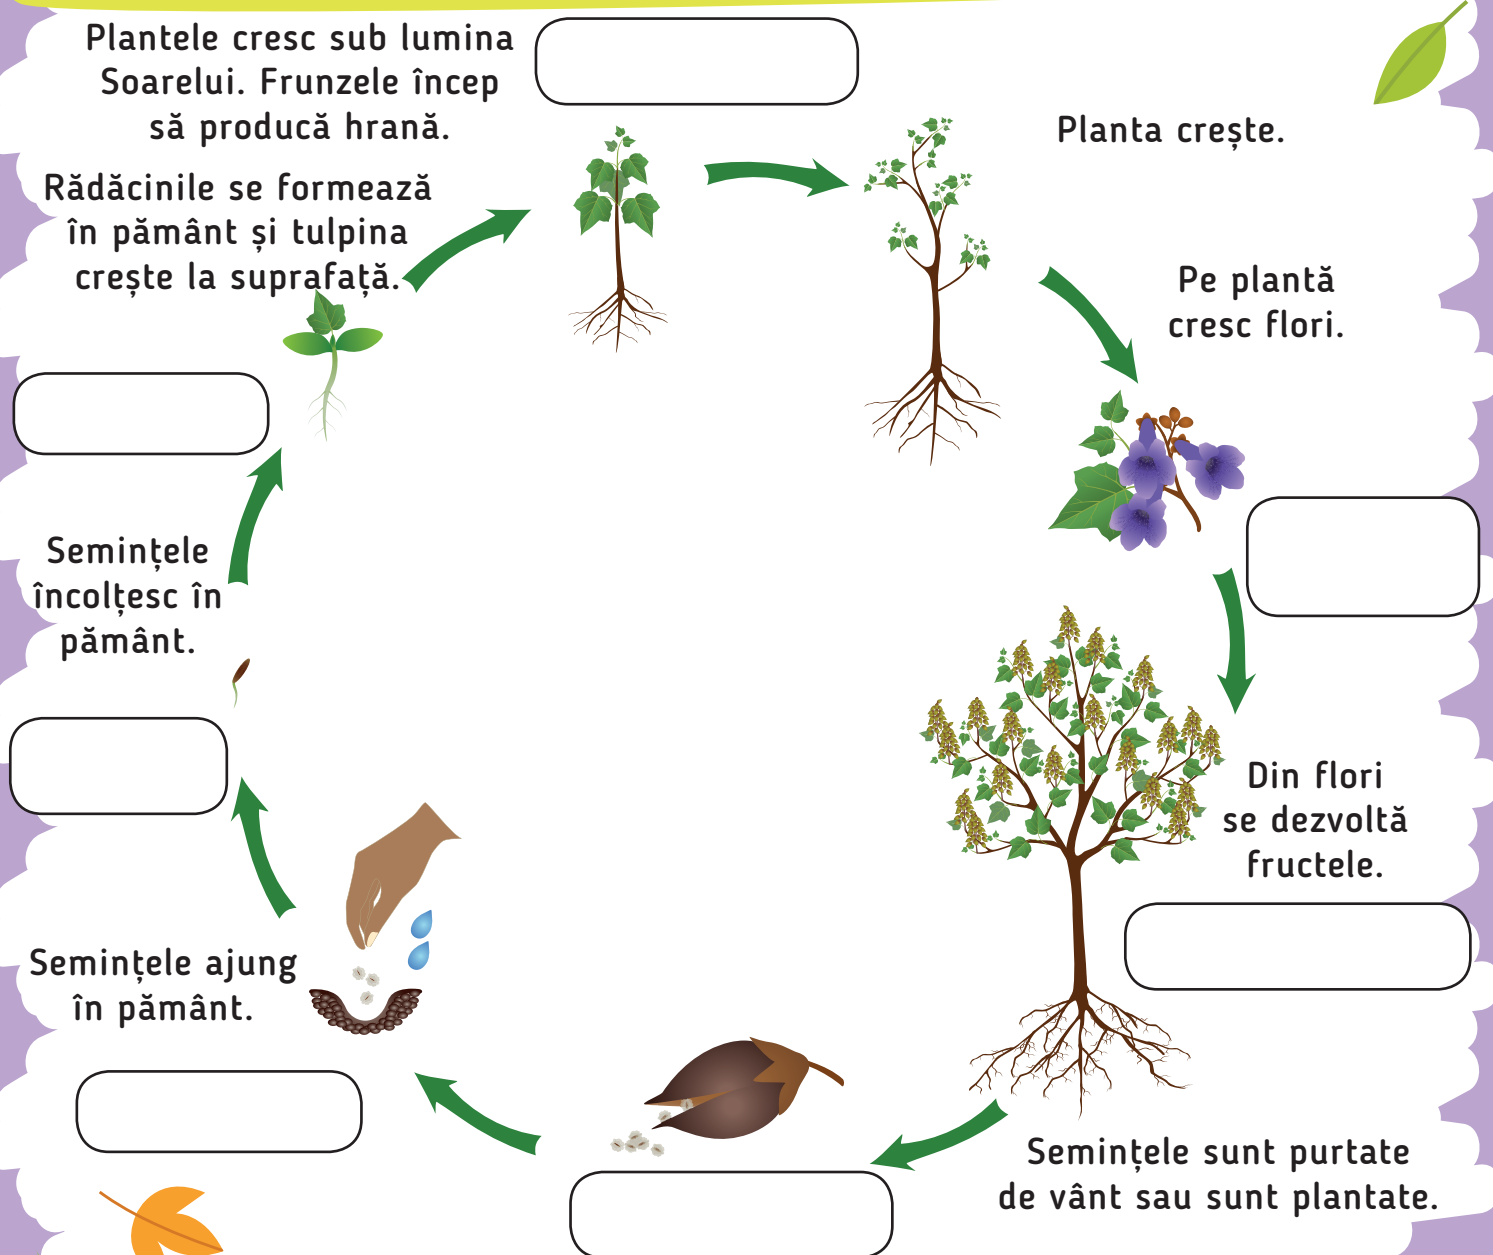 Plantele cresc sub lumina
Soarelui. Frunzele încep
să producă hrană.
Planta crește.
Rădăcinile se formează
în pământ și tulpina
crește la suprafață.
Pe plantă
cresc flori.
Semințele
încolțesc în
pământ.
Din flori
se dezvoltă
fructele.
Semințele ajung
în pământ.
Semințele sunt purtate
de vânt sau sunt plantate.